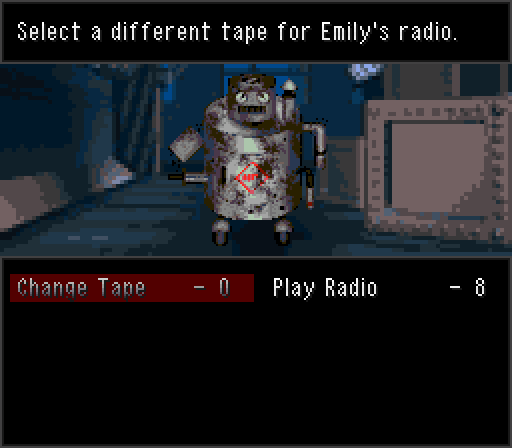 Select a different tape for Emily's radio.
Change Tape - 0 Play Radio - 8